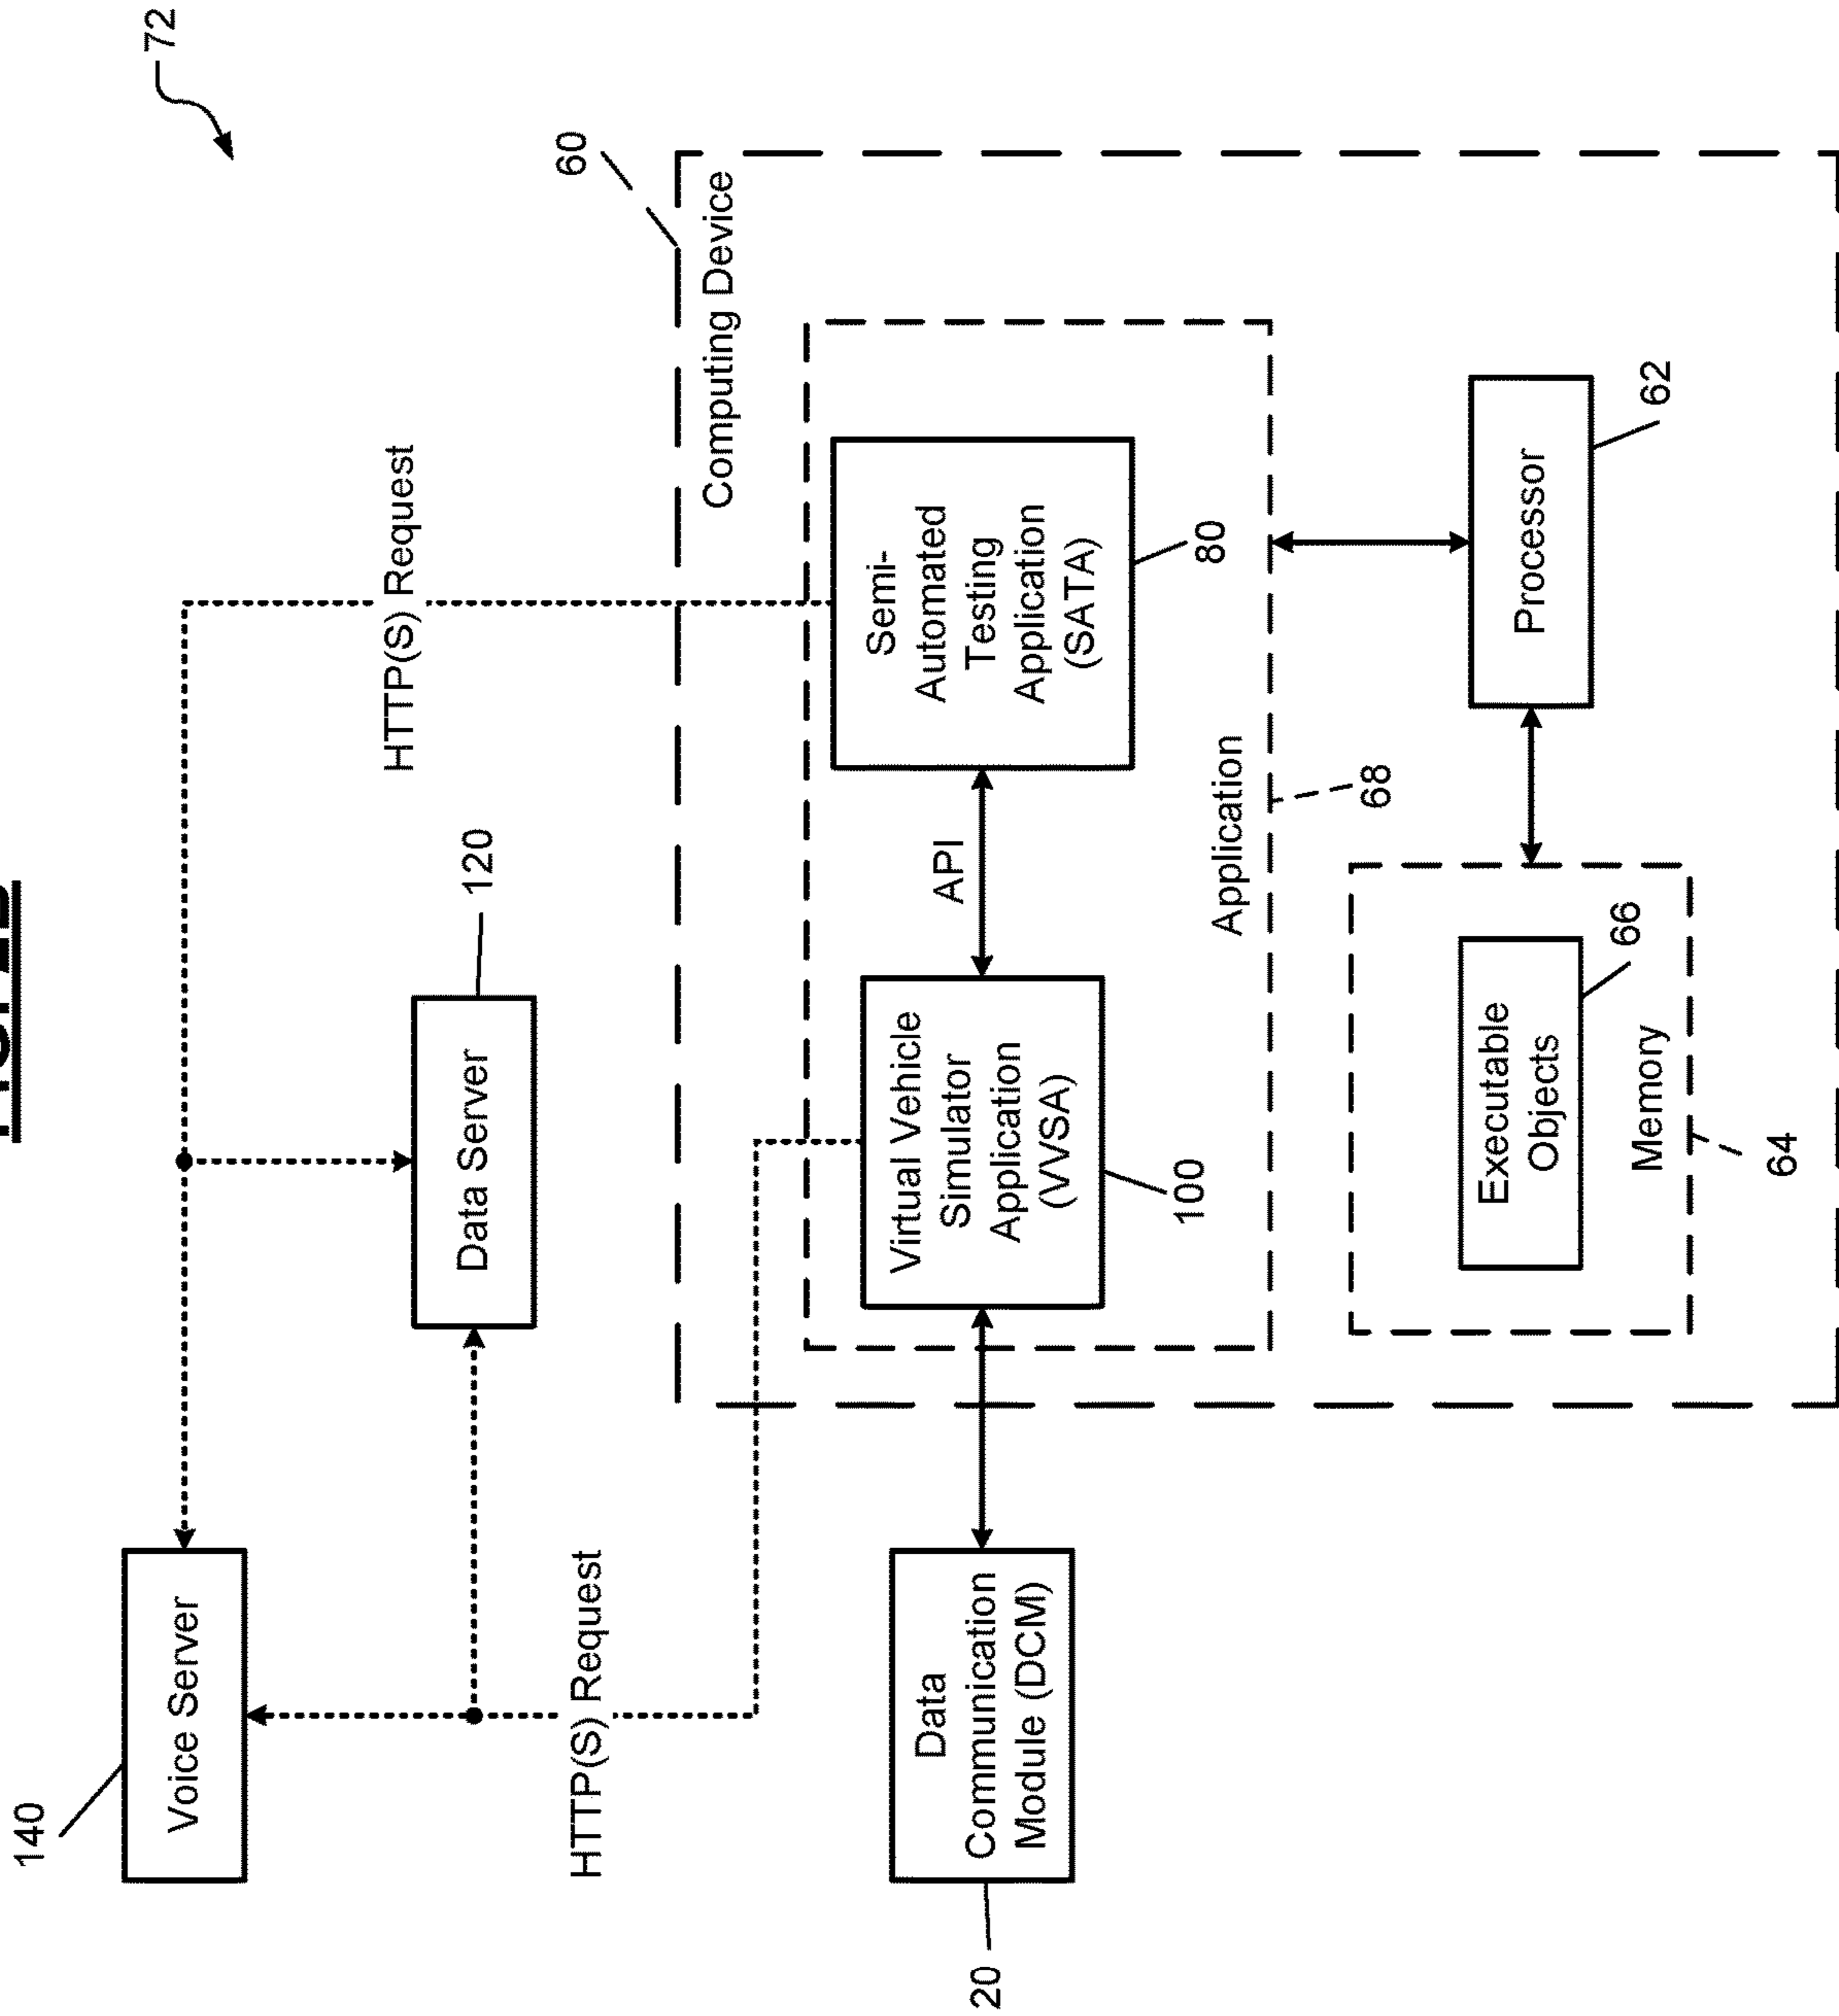 72
140
Voice Server
HTTP(S) Request
Data Server
120
HTTP(S) Request
60
Computing Device
20
Data
Communication
Module (DCM)
Virtual Vehicle
Simulator
Application
(VVSA)
100
API
Semi-
Automated
Testing
Application
(SATA)
80
Application
68
Executable
Objects
66
Memory
64
Processor
62